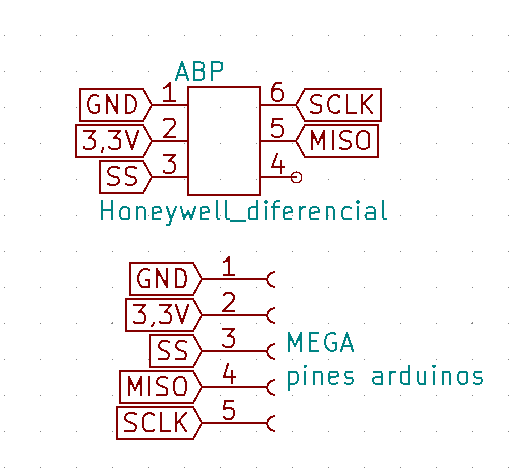 ABP
GND 1 6 SCLK
3,3V 2 5 MISO
SS 3 4
Honeywell_diferencial
GND 1
3,3V 2
SS 3
MEGA
MISO 4
pines arduinos
SCLK 5